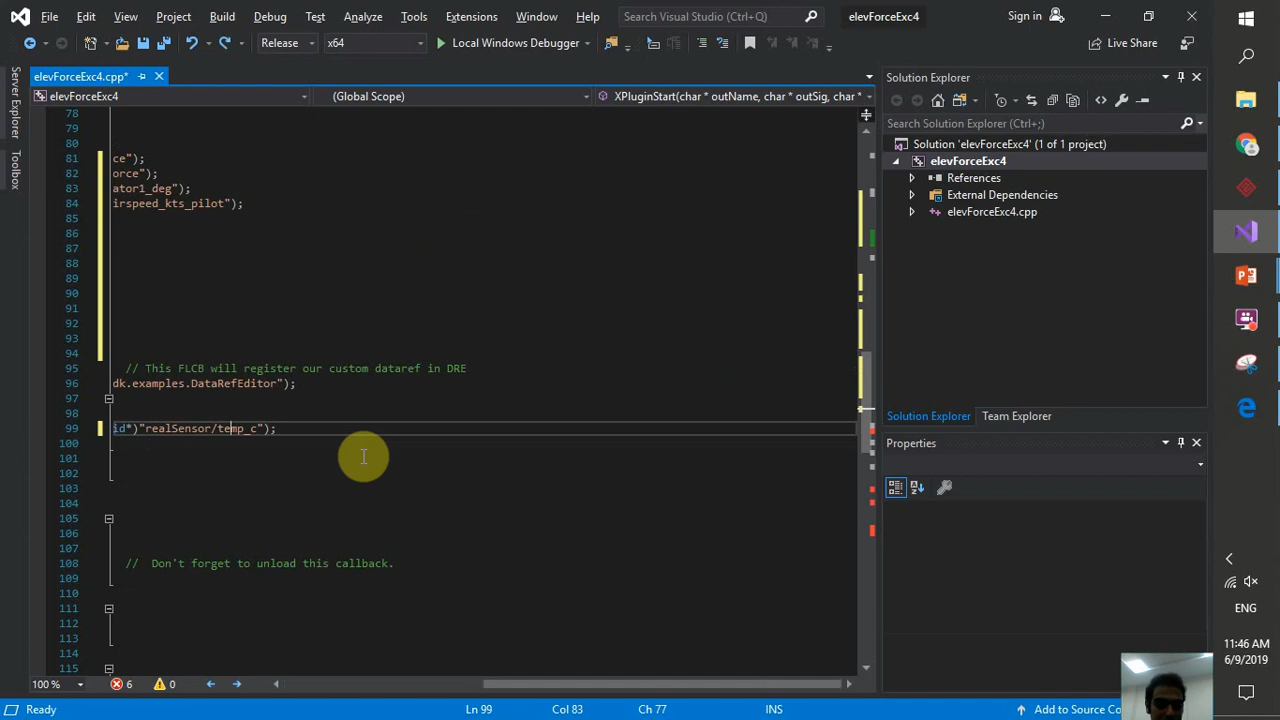 File Edit View Project Build Debug Test Analyze Tools Extensions Window Help Search Visual Studio elevForceExc4 Sign in
Release x64 Local Windows Debugger Live Share
Server Explorer
Toolbox
elevForceExc4.cpp*
elevForceExc4 (Global Scope) XPluginStart(char * outName, char * outSig, char *
78
79
80
81 ce");
82 orce");
83 ator1_deg");
84 irspeed_kts_pilot");
85
86
87
88
89
90
91
92
93
94
95 // This FLCB will register our custom dataref in DRE
96 dk.examples.DataRefEditor");
97
98
99 id*)"realSensor/temp_c");
100
101
102
103
104
105
106
107
108 // Don't forget to unload this callback.
109
110
111
112
113
114
115
100 % 6 0
Solution Explorer
Search Solution Explorer (Ctrl+;)
Solution 'elevForceExc4' (1 of 1 project)
elevForceExc4
References
External Dependencies
elevForceExc4.cpp
Solution Explorer Team Explorer
Properties
Ready Ln 99 Col 83 Ch 77 INS Add to Source Co
ENG
11:46 AM
6/9/2019